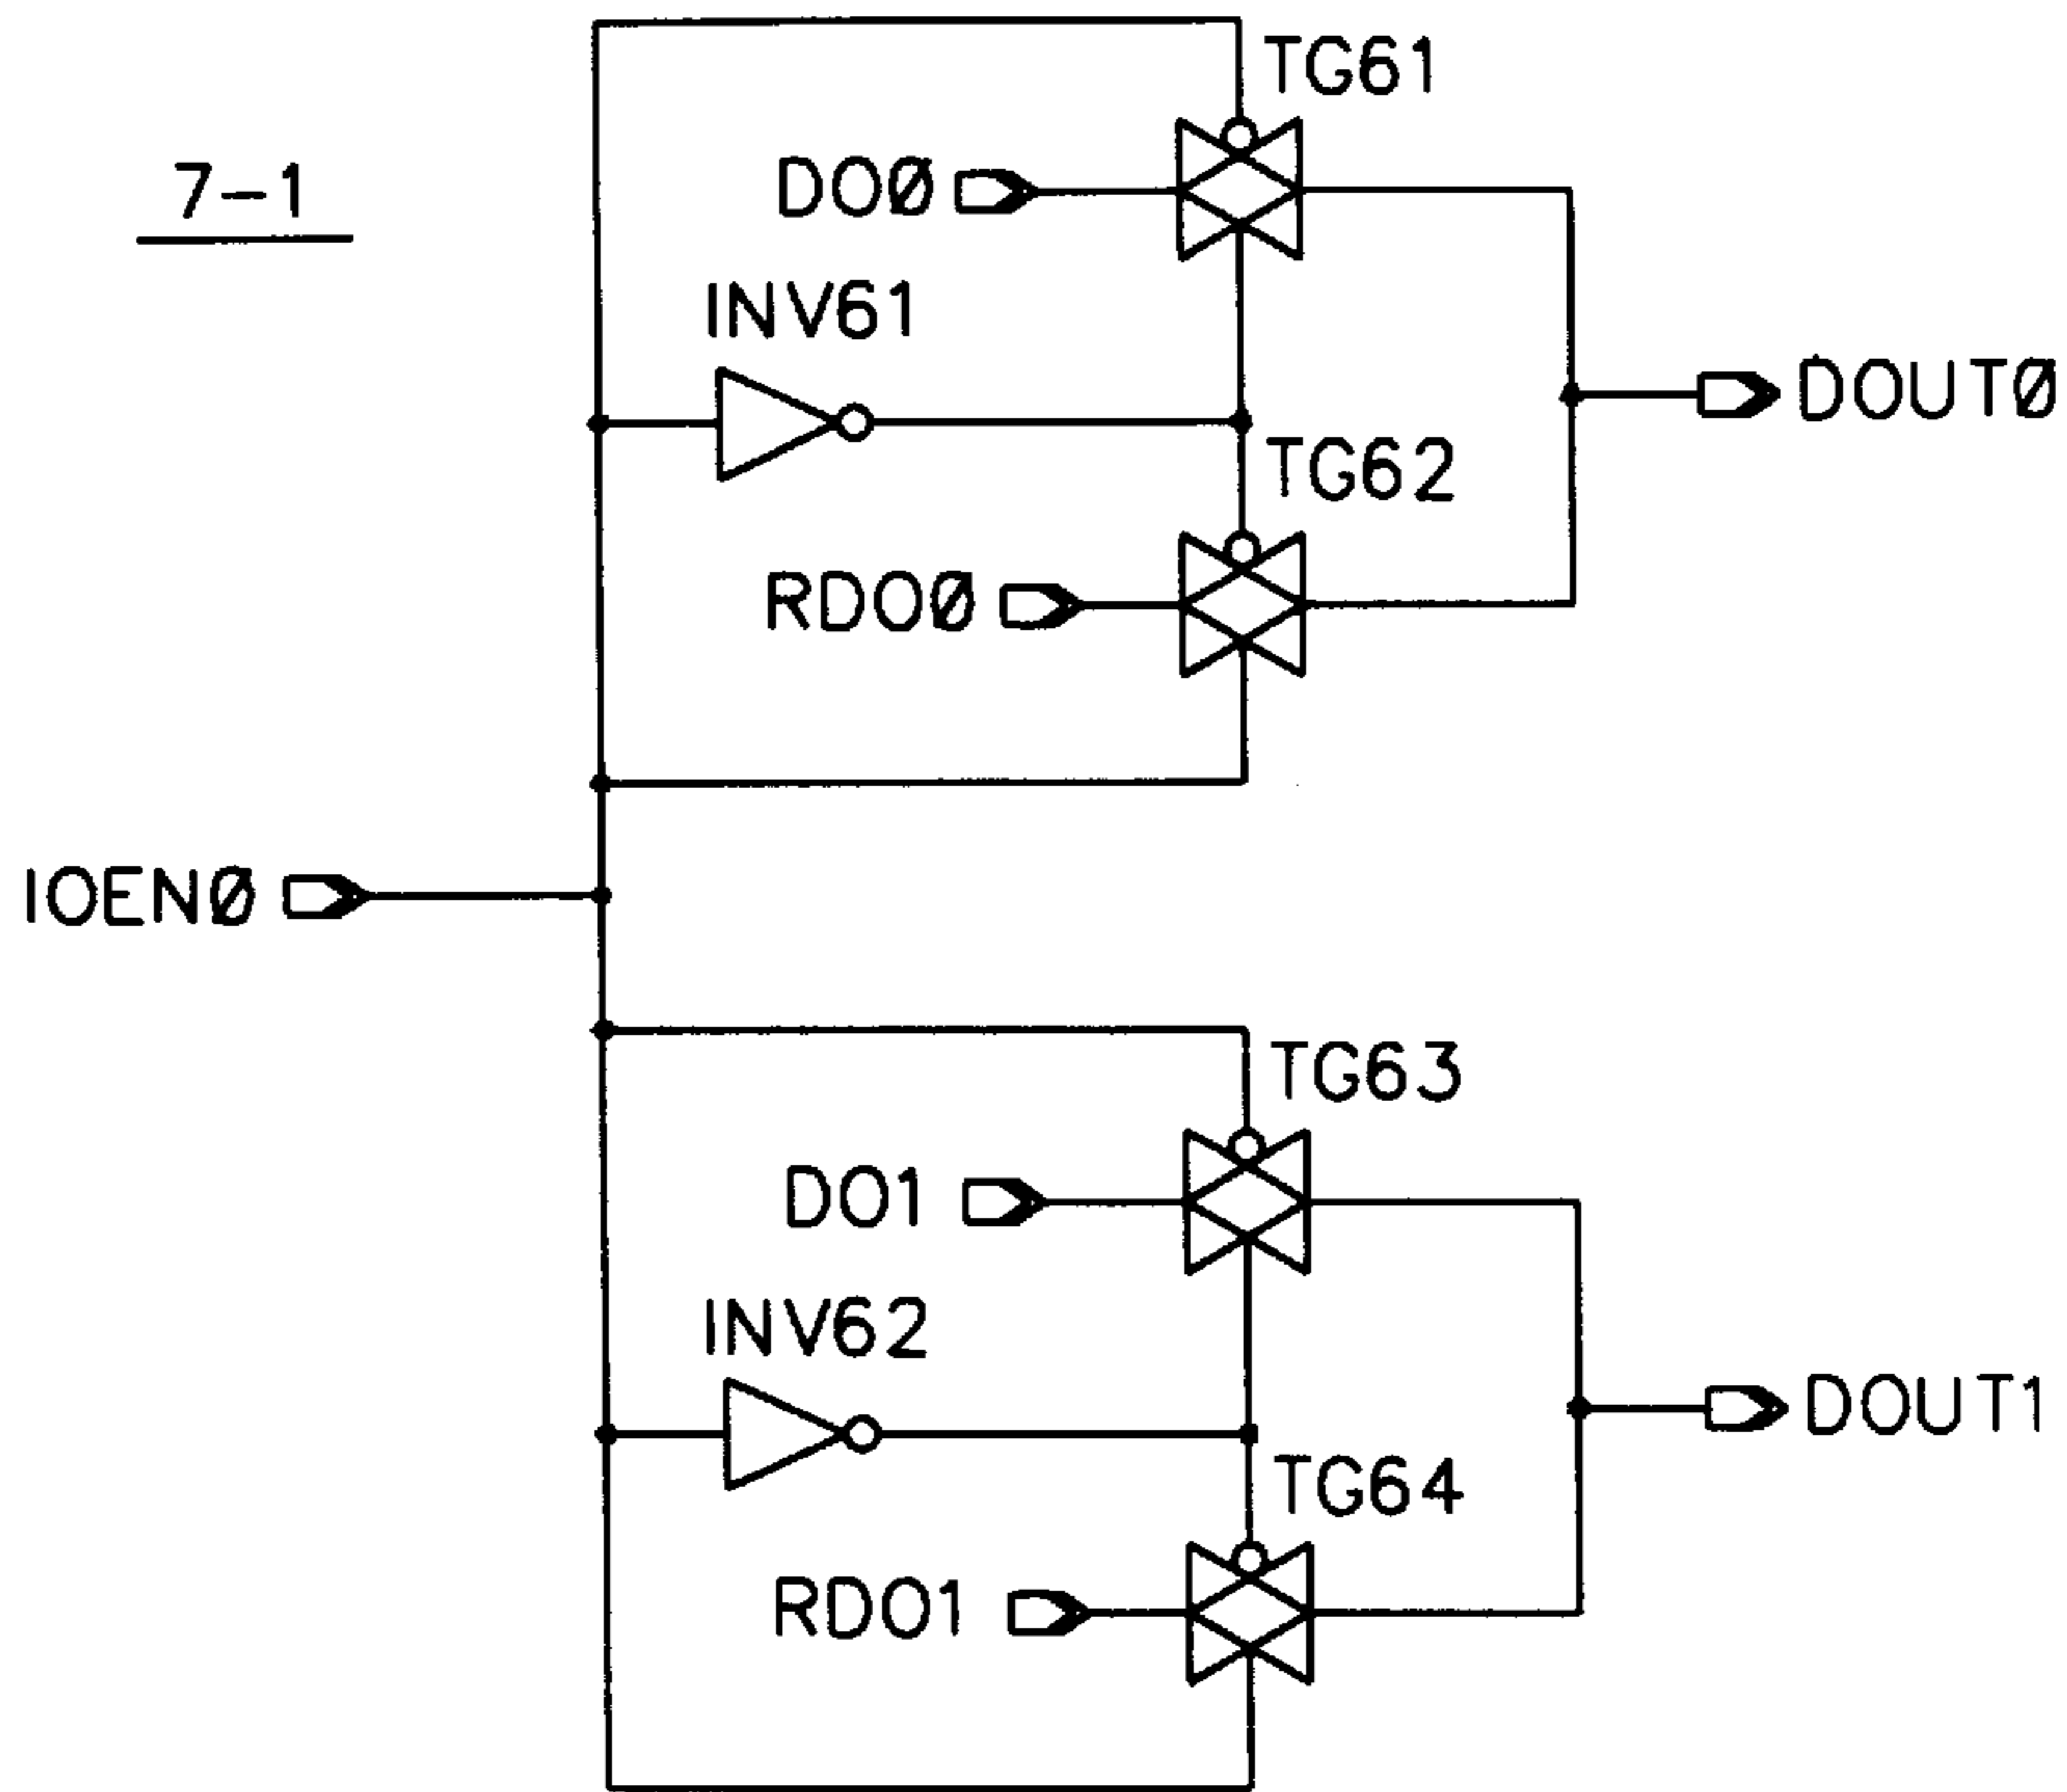 TG61
7-1
DO0
INV61
DOUT0
TG62
RDO0
IOEN0
TG63
DO1
INV62
DOUT1
TG64
RDO1